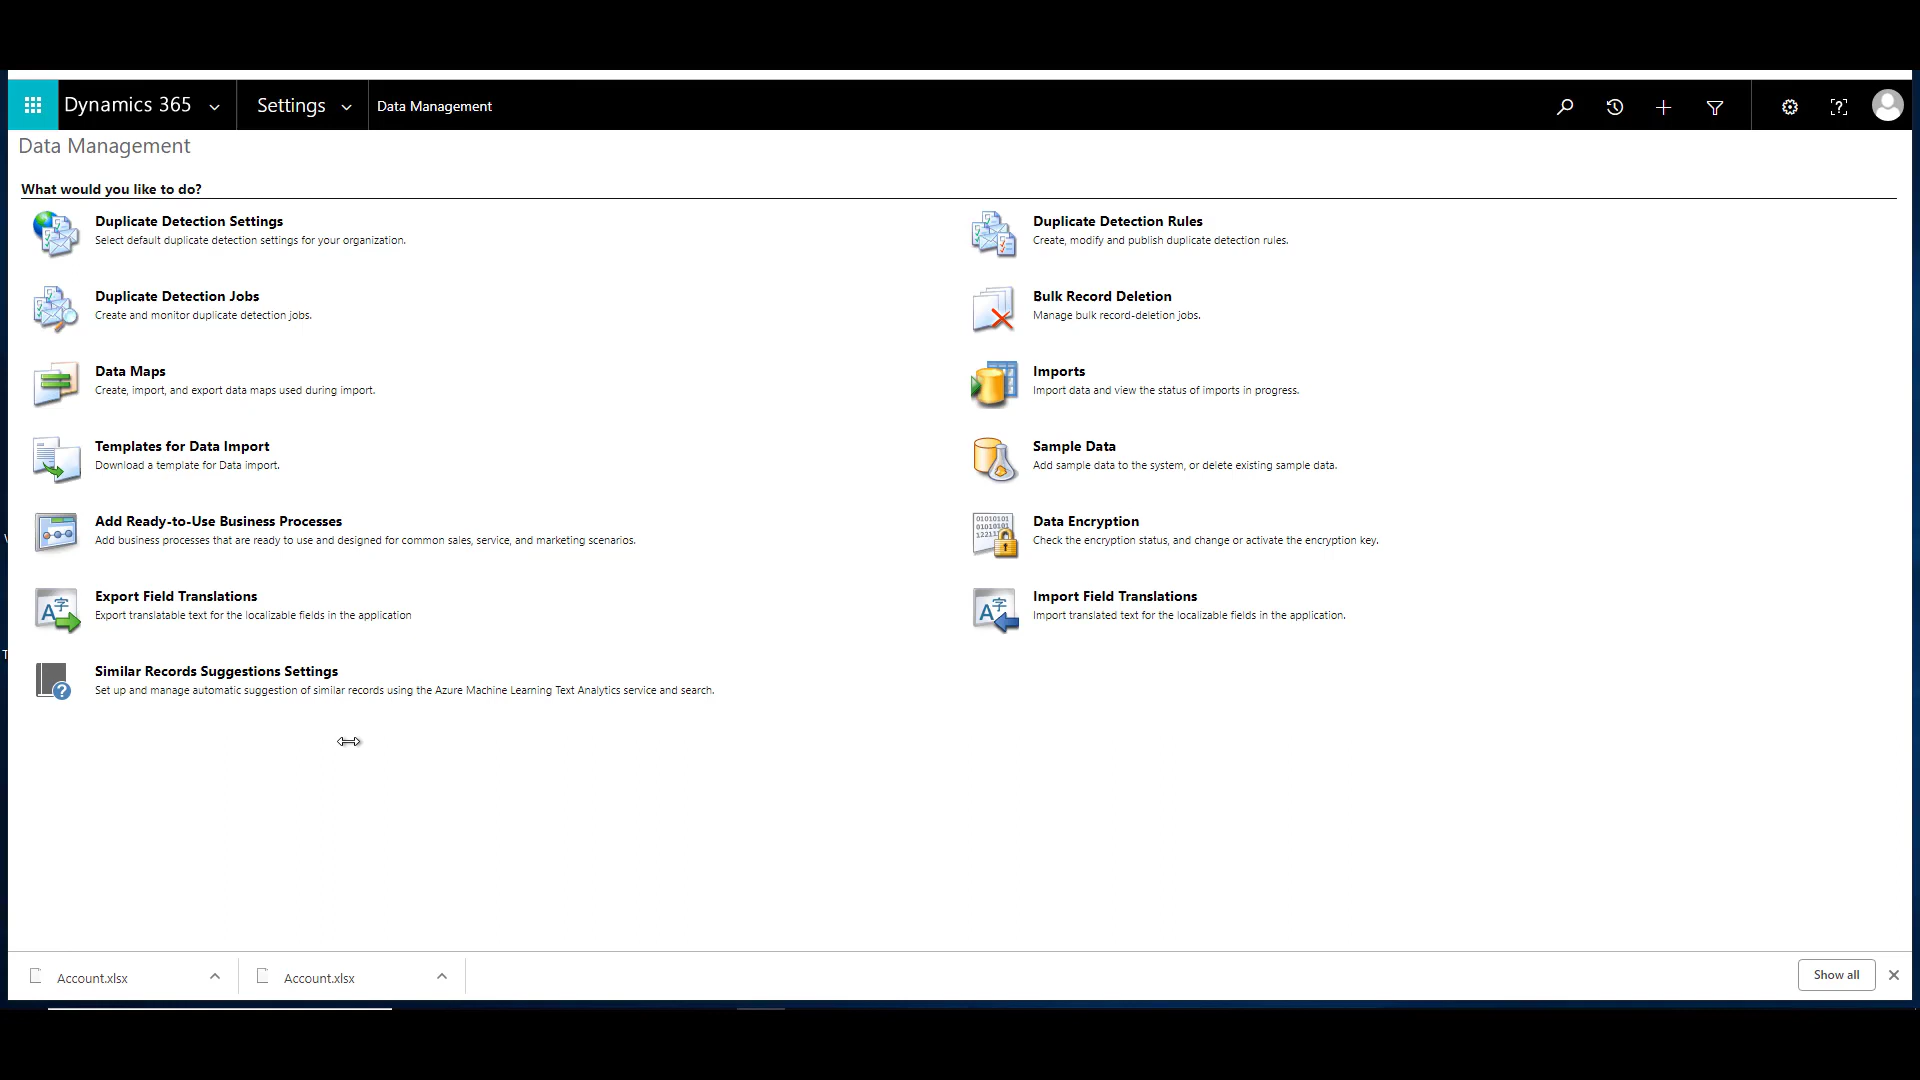 Dynamics 365
Settings
Data Management
Data Management
What would you like to do?
Duplicate Detection Settings
Select default duplicate detection settings for your organization.
Duplicate Detection Rules
Create, modify and publish duplicate detection rules.
Duplicate Detection Jobs
Create and monitor duplicate detection jobs.
Bulk Record Deletion
Manage bulk record-deletion jobs.
Data Maps
Create, import, and export data maps used during import.
Imports
Import data and view the status of imports in progress.
Templates for Data Import
Download a template for Data import.
Sample Data
Add sample data to the system, or delete existing sample data.
Add Ready-to-Use Business Processes
Add business processes that are ready to use and designed for common sales, service, and marketing scenarios.
Data Encryption
Check the encryption status, and change or activate the encryption key.
Export Field Translations
Export translatable text for the localizable fields in the application
Import Field Translations
Import translated text for the localizable fields in the application.
Similar Records Suggestions Settings
Set up and manage automatic suggestion of similar records using the Azure Machine Learning Text Analytics service and search.
Account.xlsx
Account.xlsx
Show all